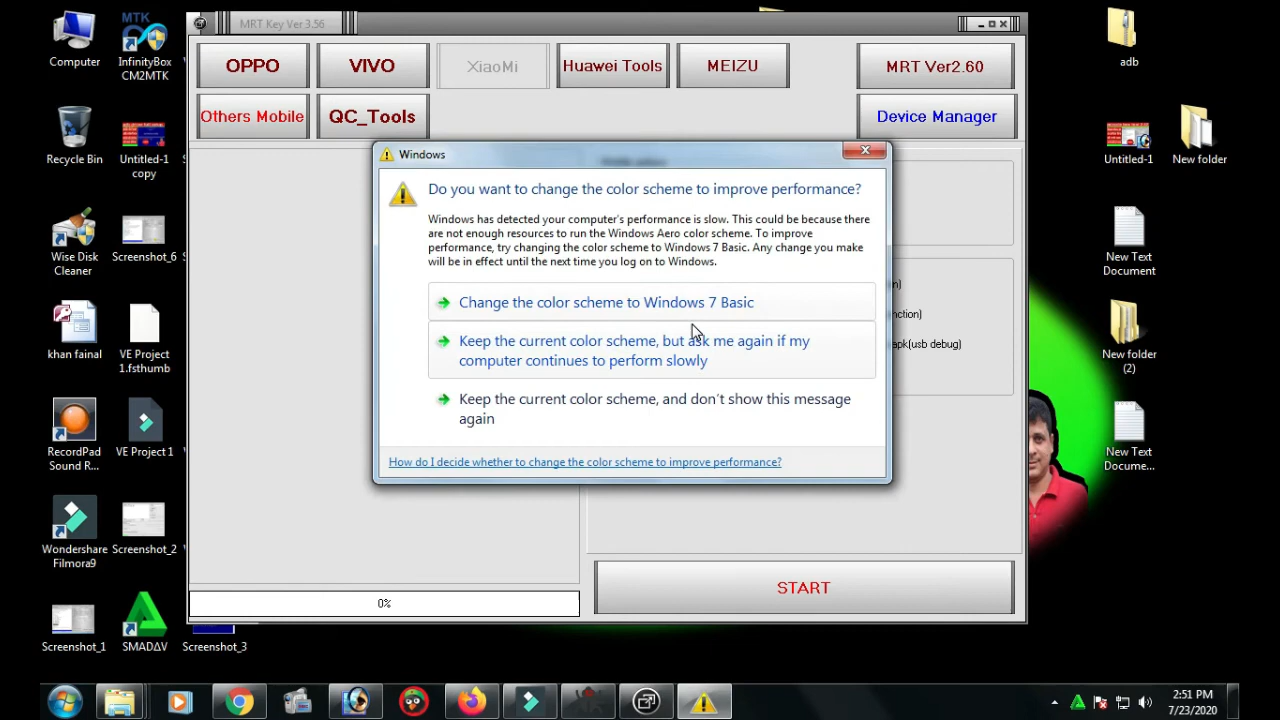 MRT Key Ver 3.56
OPPO
VIVO
XiaoMi
Huawei Tools
MEIZU
MRT Ver2.60
Others Mobile
QC_Tools
Device Manager
Windows
Do you want to change the color scheme to improve performance?
Windows has detected your computer's performance is slow. This could be because there
are not enough resources to run the Windows Aero color scheme. To improve
performance, try changing the color scheme to Windows 7 Basic. Any change you make
will be in effect until the next time you log on to Windows.
Change the color scheme to Windows 7 Basic
Keep the current color scheme, but ask me again if my
computer continues to perform slowly
Keep the current color scheme, and don't show this message
again
How do I decide whether to change the color scheme to improve performance?
apk(usb debug)
START
0%
Computer
MTK
InfinityBox
CM2MTK
Recycle Bin
Untitled-1
copy
Wise Disk
Cleaner
Screenshot_6
khan fainal
VE Project
1.fsthumb
RecordPad
Sound R...
VE Project 1
Wondershare
Filmora9
Screenshot_2
Screenshot_1
SMADΔV
Screenshot_3
adb
Untitled-1
New folder
New Text
Document
New folder
(2)
New Text
Docume...
2:51 PM
7/23/2020